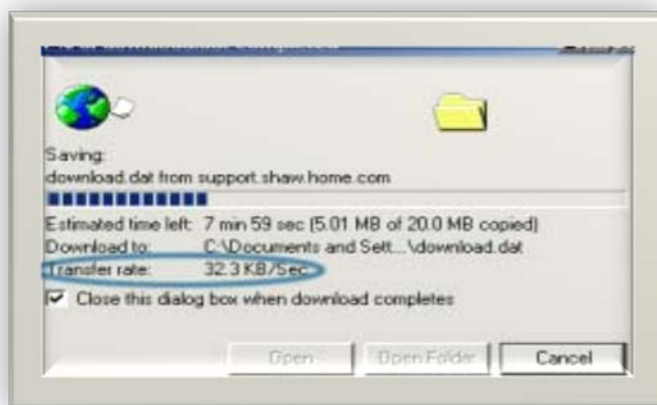 Saving:
download.dat from support.shaw.home.com
Estimated time left: 7 min 59 sec (5.01 MB of 20.0 MB copied)
Download to: C:\Documents and Sett...\download.dat
Transfer rate: 32.3 KB/Sec
Close this dialog box when download completes
Open Open Folder Cancel